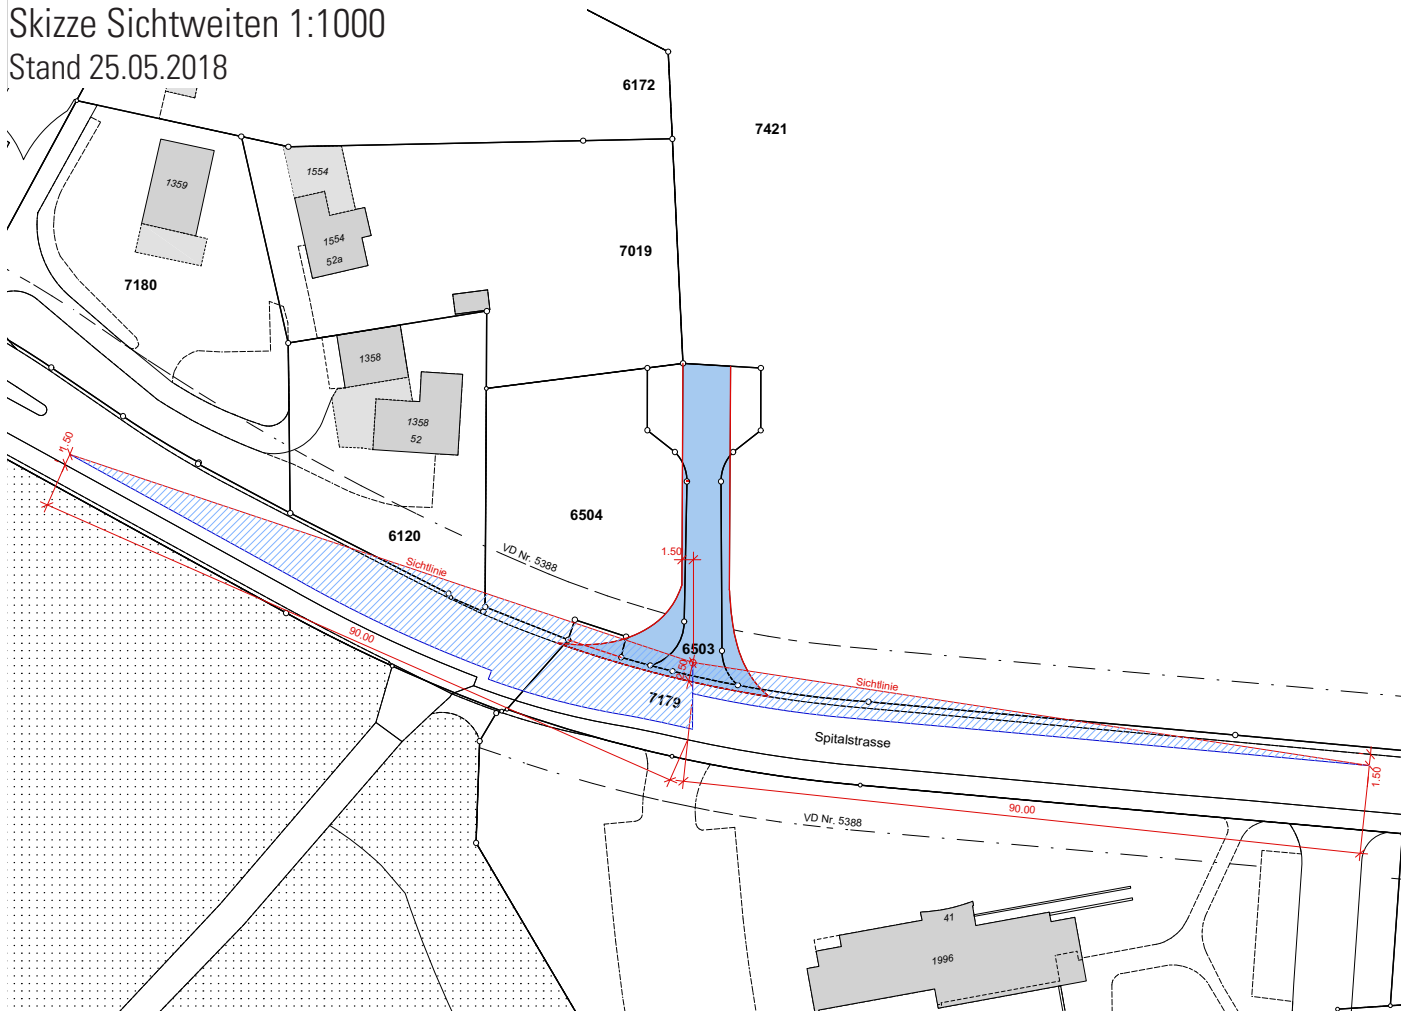 Skizze Sichtweiten 1:1000
Stand 25.05.2018
6172
7421
1554
1359
7019
1554
52a
7180
1358
1358
52
1.50
6504
6120
VD Nr. 5388
1.50
Sichtlinie
90.00
6503
Sichtlinie
7179
Spitalstrasse
1.50
90.00
VD Nr. 5388
41
1996